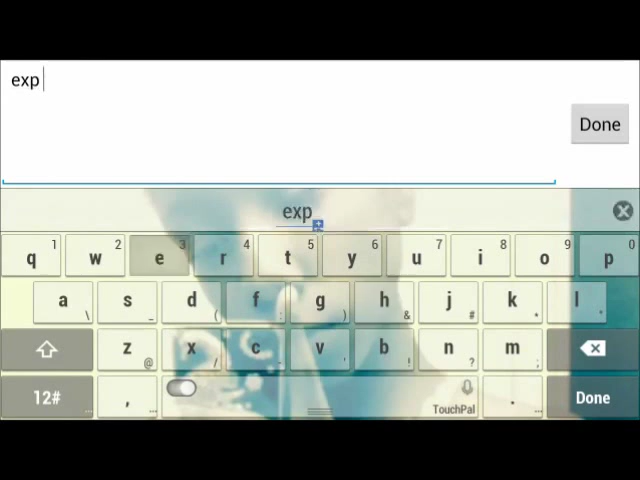 exp
Done
exp
1 2 3 4 5 6 7 8 9 0
q w e r t y u i o p
a s d f g h j k l
\ _ ( : ) & # *
z x c v b n m
@ / - ' ! ? ;
12# , TouchPal . Done